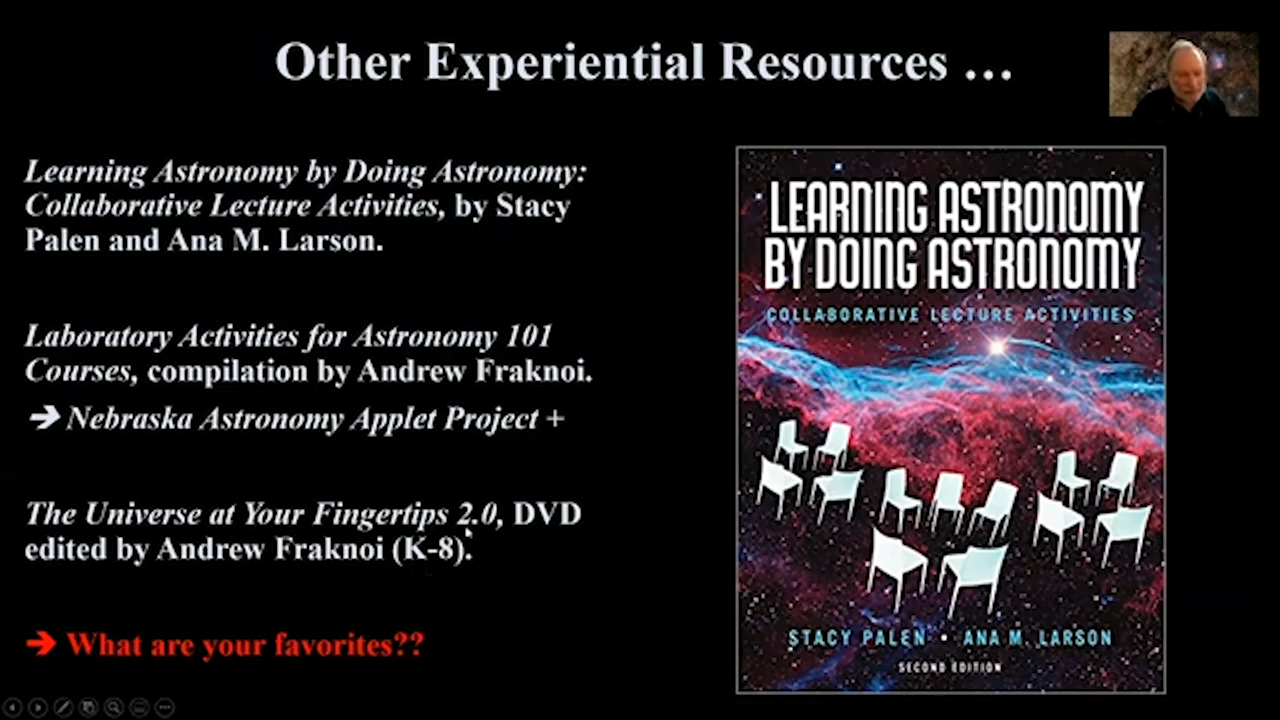 Other Experiential Resources …
Learning Astronomy by Doing Astronomy:
Collaborative Lecture Activities, by Stacy
Palen and Ana M. Larson.
Laboratory Activities for Astronomy 101
Courses, compilation by Andrew Fraknoi.
➔ Nebraska Astronomy Applet Project +
The Universe at Your Fingertips 2.0, DVD
edited by Andrew Fraknoi (K-8).
➔ What are your favorites??
LEARNING ASTRONOMY
BY DOING ASTRONOMY
COLLABORATIVE LECTURE ACTIVITIES
STACY PALEN • ANA M. LARSON
SECOND EDITION